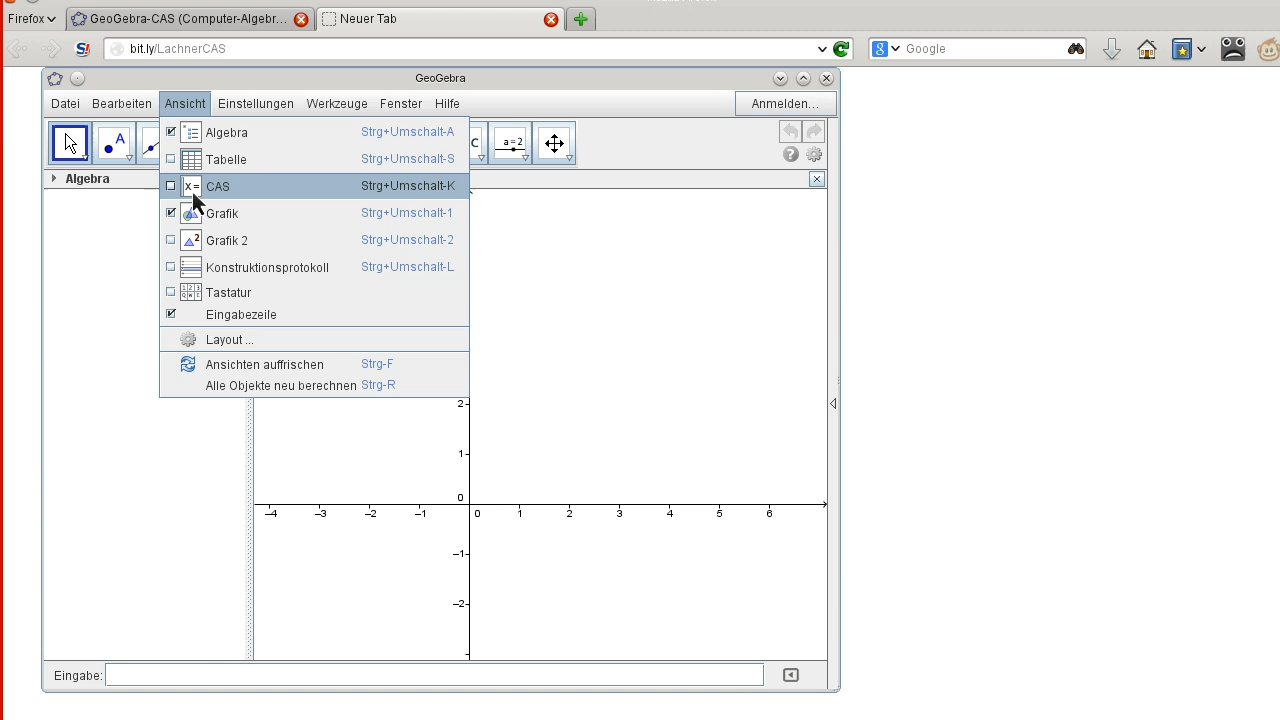 Firefox
GeoGebra-CAS (Computer-Algebr...
Neuer Tab
bit.ly/LachnerCAS
Google
GeoGebra
Datei Bearbeiten Ansicht Einstellungen Werkzeuge Fenster Hilfe Anmelden...
A
a=2
Algebra
Algebra Strg+Umschalt-A
Tabelle Strg+Umschalt-S
CAS Strg+Umschalt-K
Grafik Strg+Umschalt-1
Grafik 2 Strg+Umschalt-2
Konstruktionsprotokoll Strg+Umschalt-L
Tastatur
Eingabezeile
Layout ...
Ansichten auffrischen Strg-F
Alle Objekte neu berechnen Strg-R
2
1
0
–4 –3 –2 –1 0 1 2 3 4 5 6
–1
–2
Eingabe: